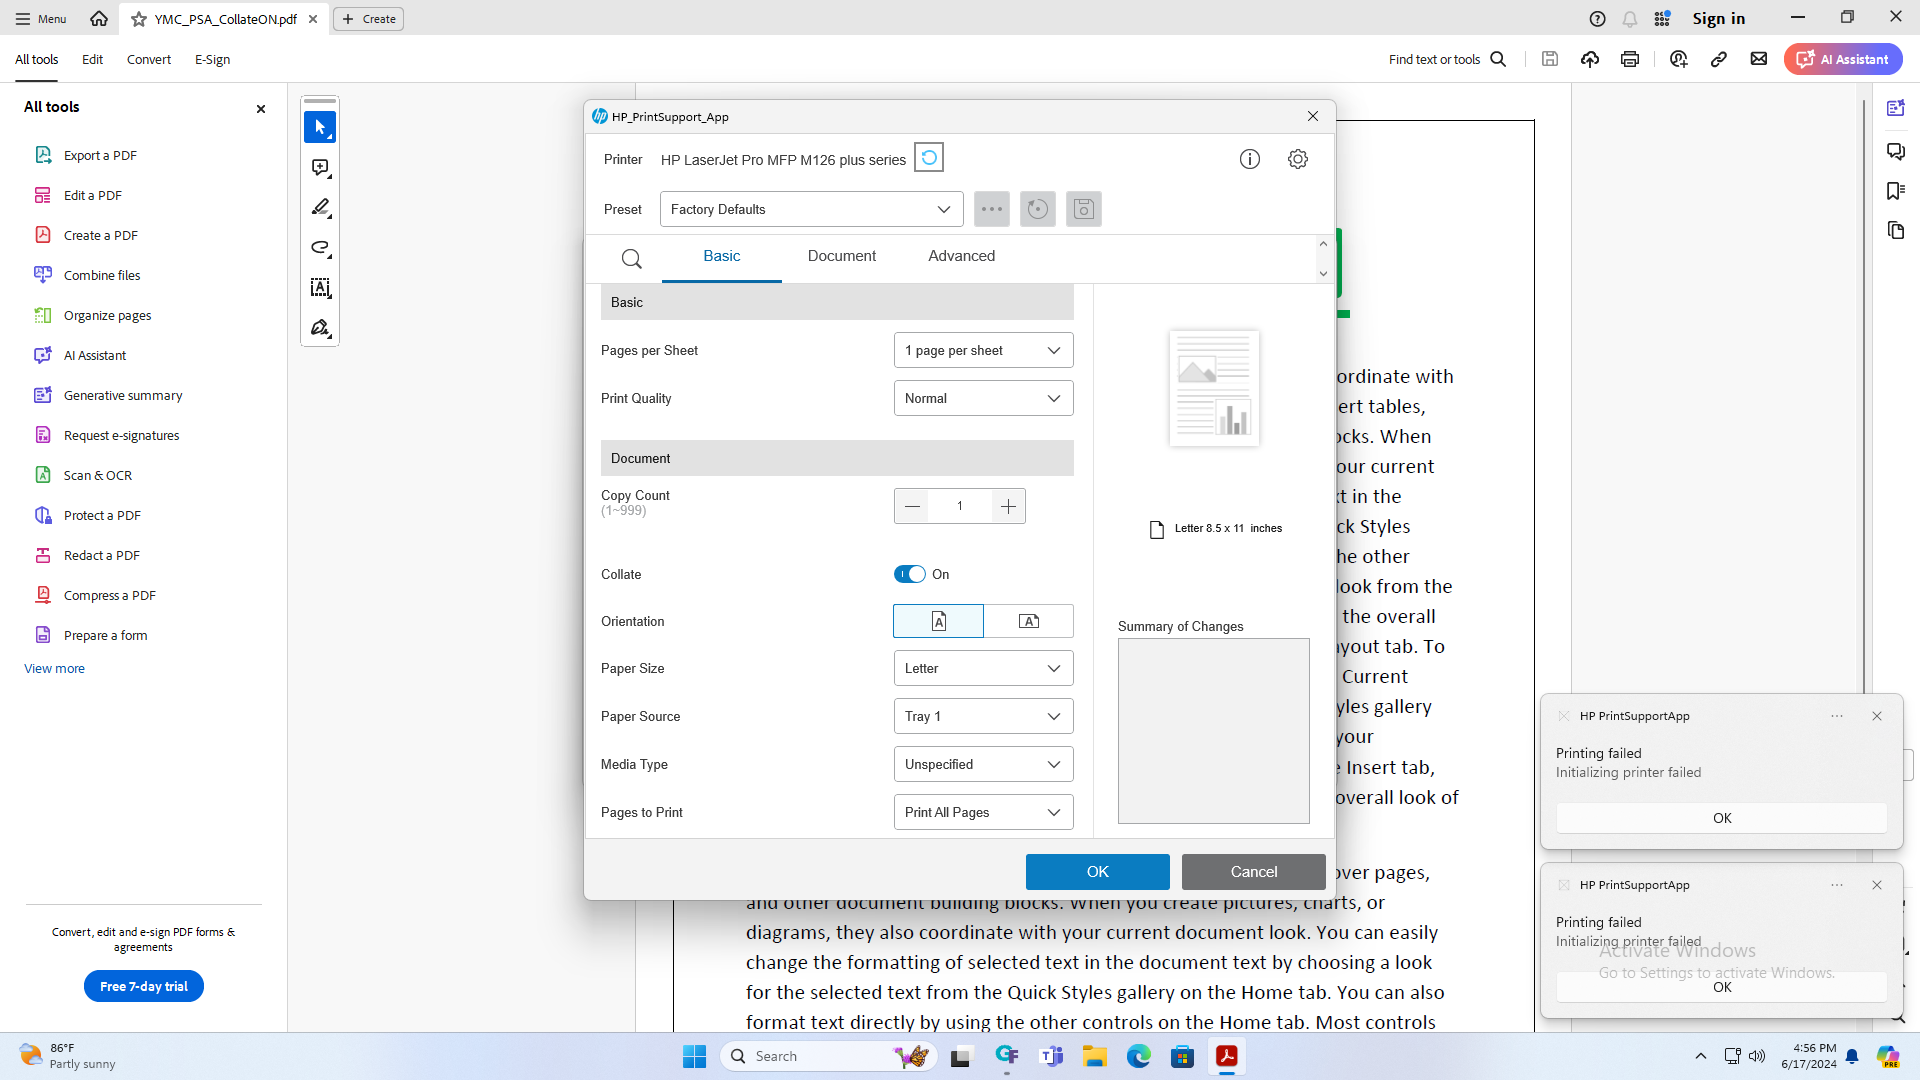 Menu
YMC_PSA_CollateON.pdf
Create
Sign in
All tools
Edit
Convert
E-Sign
Find text or tools
AI Assistant
All tools
Export a PDF
Edit a PDF
Create a PDF
Combine files
Organize pages
AI Assistant
Generative summary
Request e-signatures
Scan & OCR
Protect a PDF
Redact a PDF
Compress a PDF
Prepare a form
View more
Convert, edit and e-sign PDF forms &
agreements
Free 7-day trial
HP_PrintSupport_App
Printer HP LaserJet Pro MFP M126 plus series
Preset Factory Defaults
Basic Document Advanced
Basic
Pages per Sheet 1 page per sheet
Print Quality Normal
Document
Copy Count
(1~999)
1
Collate On
Orientation
Paper Size Letter
Paper Source Tray 1
Media Type Unspecified
Pages to Print Print All Pages
Letter 8.5 x 11 inches
Summary of Changes
OK Cancel
ordinate with
ert tables,
ocks. When
our current
xt in the
ck Styles
he other
look from the
the overall
ayout tab. To
Current
yles gallery
your
e Insert tab,
overall look of
over pages,
and other document building blocks. When you create pictures, charts, or
diagrams, they also coordinate with your current document look. You can easily
change the formatting of selected text in the document text by choosing a look
for the selected text from the Quick Styles gallery on the Home tab. You can also
format text directly by using the other controls on the Home tab. Most controls
HP PrintSupportApp
Printing failed
Initializing printer failed
OK
HP PrintSupportApp
Printing failed
Initializing printer failed
Activate Windows
Go to Settings to activate Windows.
OK
86°F
Partly sunny
Search
4:56 PM
6/17/2024
PRE